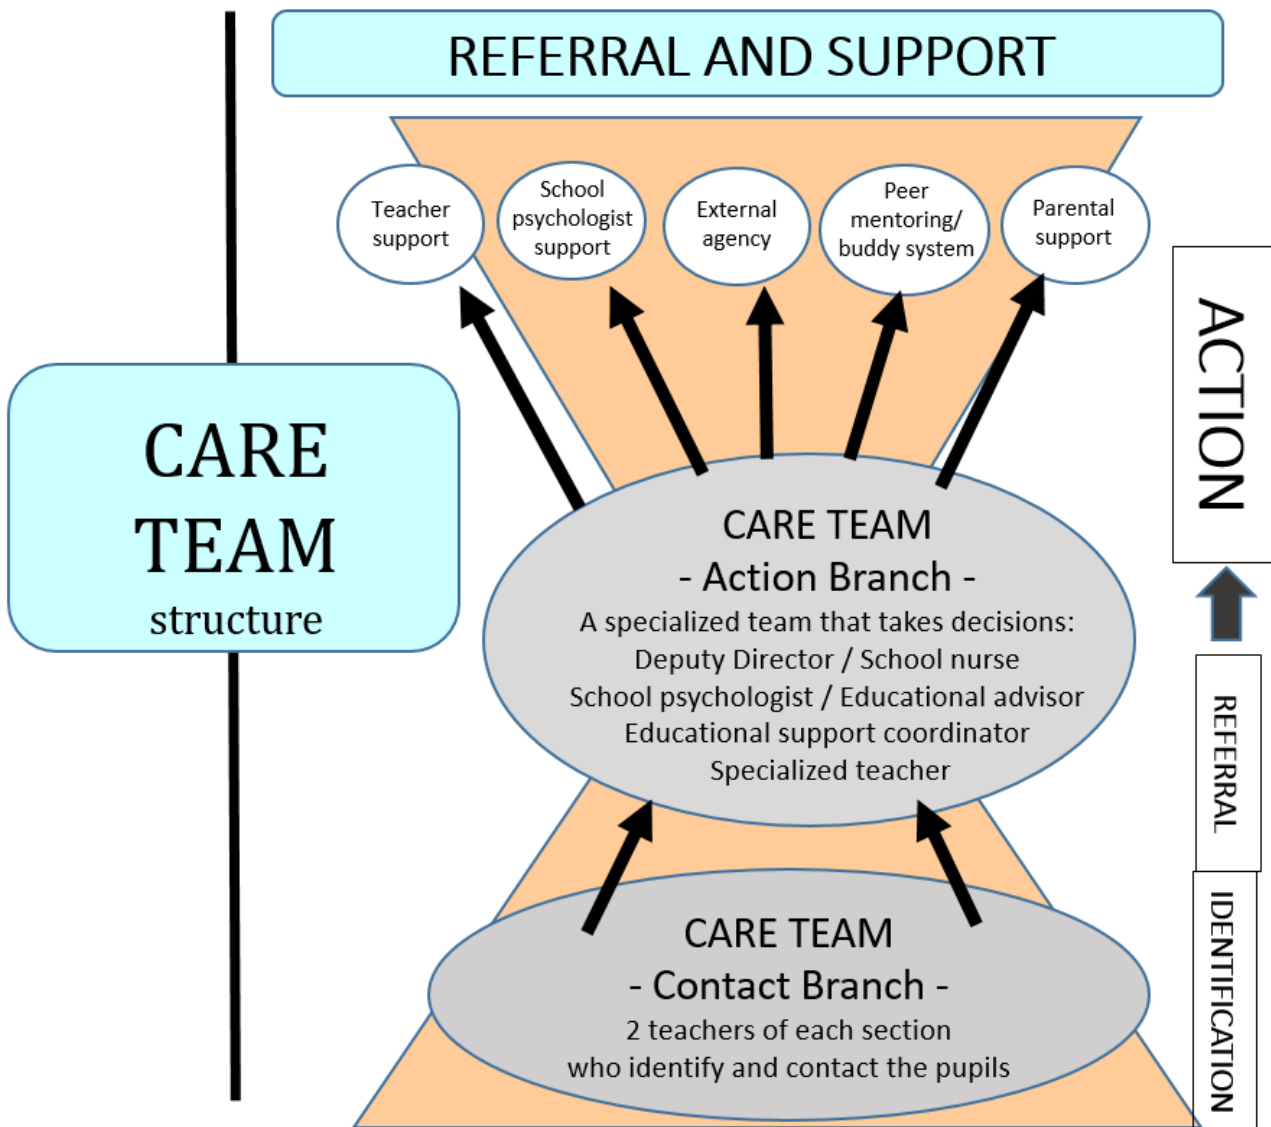 REFERRAL AND SUPPORT
Teacher
support
School
psychologist
support
External
agency
Peer
mentoring/
buddy system
Parental
support
ACTION
CARE
TEAM
structure
CARE TEAM
- Action Branch -
A specialized team that takes decisions:
Deputy Director / School nurse
School psychologist / Educational advisor
Educational support coordinator
Specialized teacher
REFERRAL
CARE TEAM
- Contact Branch -
2 teachers of each section
who identify and contact the pupils
IDENTIFICATION